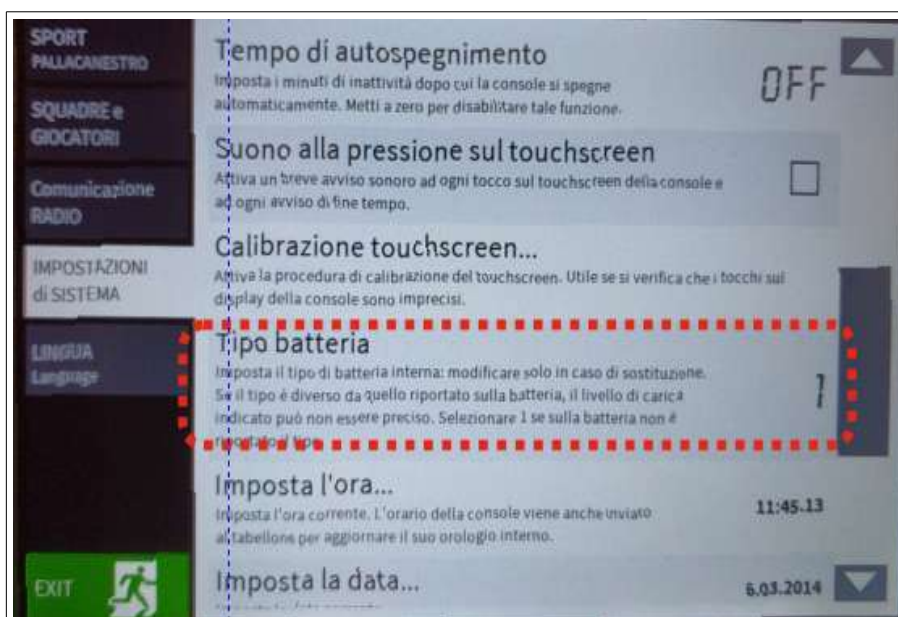 SPORT
PALLACANESTRO
SQUADRE e
GIOCATORI
Comunicazione
RADIO
IMPOSTAZIONI
di SISTEMA
LINGUA
Language
EXIT
Tempo di autospegnimento
Imposta i minuti di inattività dopo cui la console si spegne
automaticamente. Metti a zero per disabilitare tale funzione.
OFF
Suono alla pressione sul touchscreen
Attiva un breve avviso sonoro ad ogni tocco sul touchscreen della console e
ad ogni avviso di fine tempo.
Calibrazione touchscreen...
Attiva la procedura di calibrazione del touchscreen. Utile se si verifica che i tocchi sul
display della console sono imprecisi.
Tipo batteria
Imposta il tipo di batteria interna: modificare solo in caso di sostituzione.
Se il tipo è diverso da quello riportato sulla batteria, il livello di carica
indicato può non essere preciso. Selezionare 1 se sulla batteria non è
riportato il tipo.
1
Imposta l'ora...
Imposta l'ora corrente. L'orario della console viene anche inviato
al tabellone per aggiornare il suo orologio interno.
11:45.13
Imposta la data...
6.03.2014